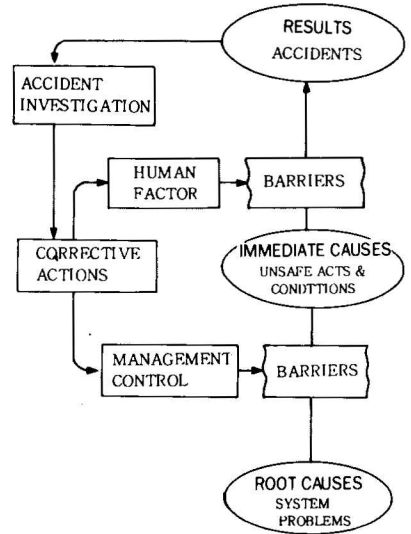 RESULTS
ACCIDENTS
ACCIDENT
INVESTIGATION
HUMAN
FACTOR
BARRIERS
CORRECTIVE
ACTIONS
IMMEDIATE CAUSES
UNSAFE ACTS &
CONDITIONS
MANAGEMENT
CONTROL
BARRIERS
ROOT CAUSES
SYSTEM
PROBLEMS